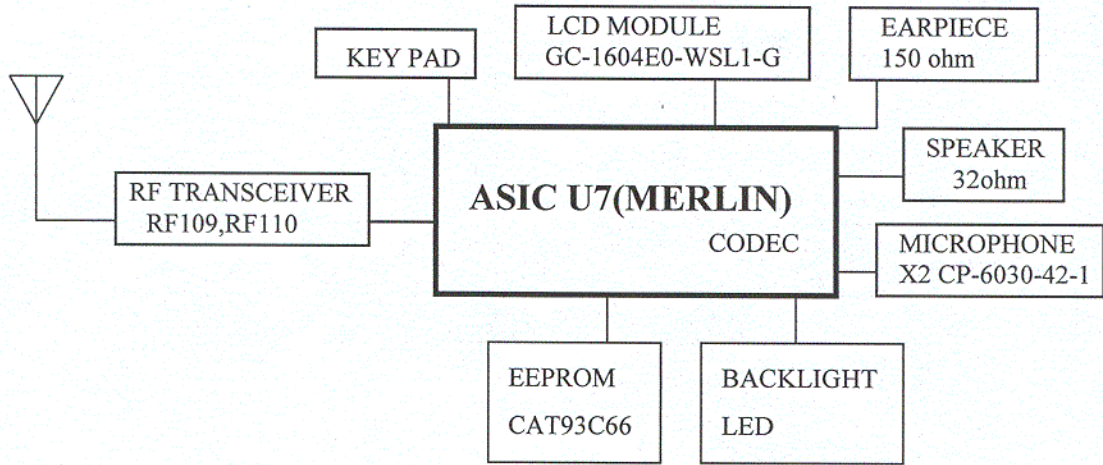 KEY PAD
LCD MODULE
GC-1604E0-WSL1-G
EARPIECE
150 ohm
SPEAKER
32ohm
RF TRANSCEIVER
RF109,RF110
ASIC U7(MERLIN)
CODEC
MICROPHONE
X2 CP-6030-42-1
EEPROM
CAT93C66
BACKLIGHT
LED